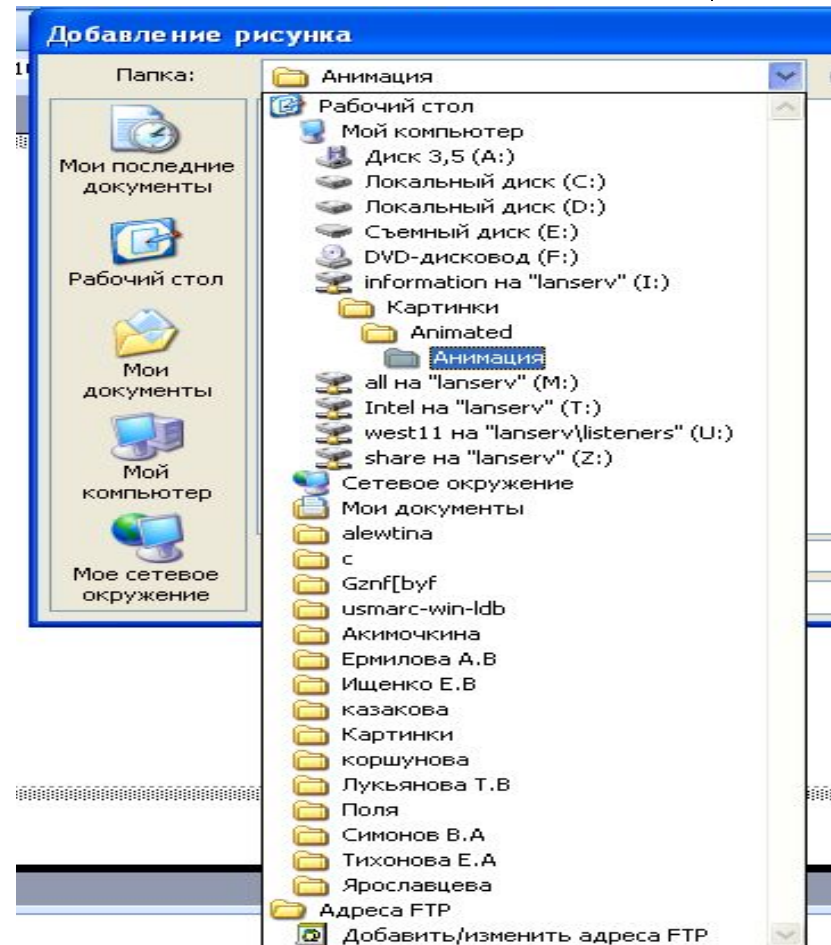 Добавление рисунка
Папка:
Анимация
Мои последние
документы
Рабочий стол
Мои
документы
Мой
компьютер
Мое сетевое
окружение
Рабочий стол
Мой компьютер
Диск 3,5 (A:)
Локальный диск (C:)
Локальный диск (D:)
Съемный диск (E:)
DVD-дисковод (F:)
information на "lanserv" (I:)
Картинки
Animated
Анимация
all на "lanserv" (M:)
Intel на "lanserv" (T:)
west11 на "lanserv\listeners" (U:)
share на "lanserv" (Z:)
Сетевое окружение
Мои документы
alewtina
c
Gznf[byf
usmarc-win-ldb
Акимочкина
Ермилова А.В
Ищенко Е.В
казакова
Картинки
коршунова
Лукьянова Т.В
Поля
Симонов В.А
Тихонова Е.А
Ярославцева
Адреса FTP
Добавить/изменить адреса FTP